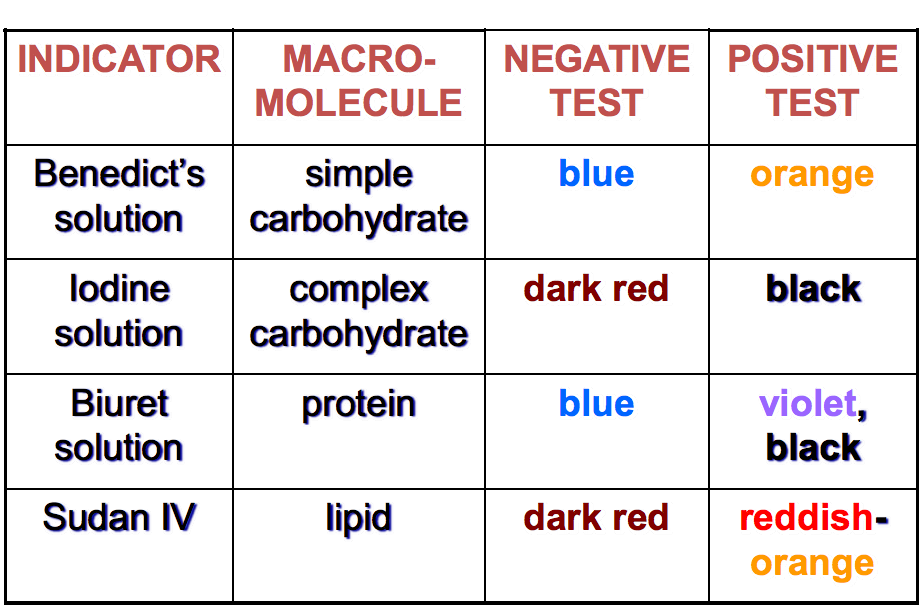 INDICATOR
MACRO-
MOLECULE
NEGATIVE
TEST
POSITIVE
TEST
Benedict’s
solution
simple
carbohydrate
blue
orange
Iodine
solution
complex
carbohydrate
dark red
black
Biuret
solution
protein
blue
violet,
black
Sudan IV
lipid
dark red
reddish-
orange